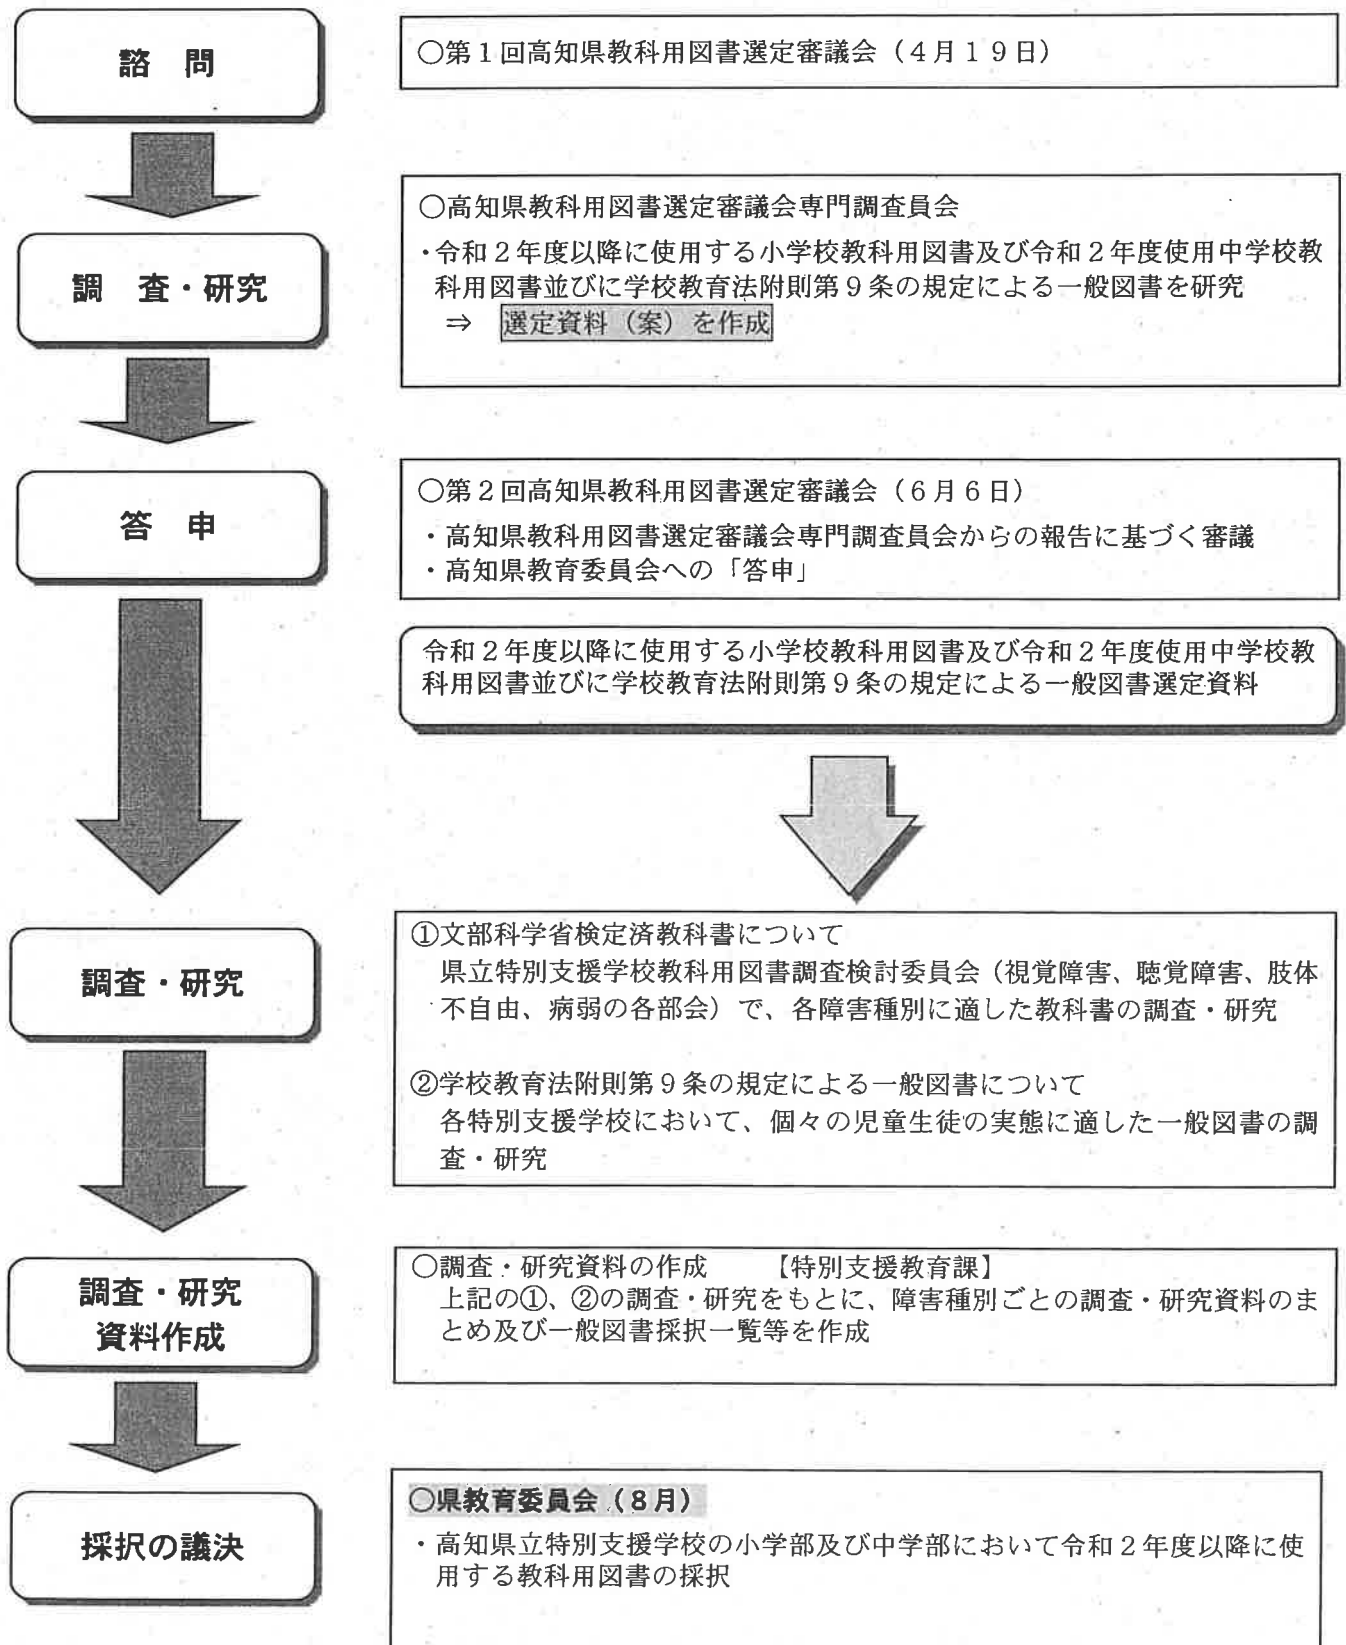 諮　問
○第１回高知県教科用図書選定審議会（４月１９日）
調　査・研究
○高知県教科用図書選定審議会専門調査員会
・令和２年度以降に使用する小学校教科用図書及び令和２年度使用中学校教
科用図書並びに学校教育法附則第９条の規定による一般図書を研究
⇒　選定資料（案）を作成
答　申
○第２回高知県教科用図書選定審議会（６月６日）
・高知県教科用図書選定審議会専門調査員会からの報告に基づく審議
・高知県教育委員会への「答申」
令和２年度以降に使用する小学校教科用図書及び令和２年度使用中学校教
科用図書並びに学校教育法附則第９条の規定による一般図書選定資料
調査・研究
①文部科学省検定済教科書について
県立特別支援学校教科用図書調査検討委員会（視覚障害、聴覚障害、肢体
不自由、病弱の各部会）で、各障害種別に適した教科書の調査・研究
②学校教育法附則第９条の規定による一般図書について
各特別支援学校において、個々の児童生徒の実態に適した一般図書の調
査・研究
調査・研究
資料作成
○調査・研究資料の作成　　【特別支援教育課】
上記の①、②の調査・研究をもとに、障害種別ごとの調査・研究資料のま
とめ及び一般図書採択一覧等を作成
採択の議決
○県教育委員会（８月）
・高知県立特別支援学校の小学部及び中学部において令和２年度以降に使
用する教科用図書の採択